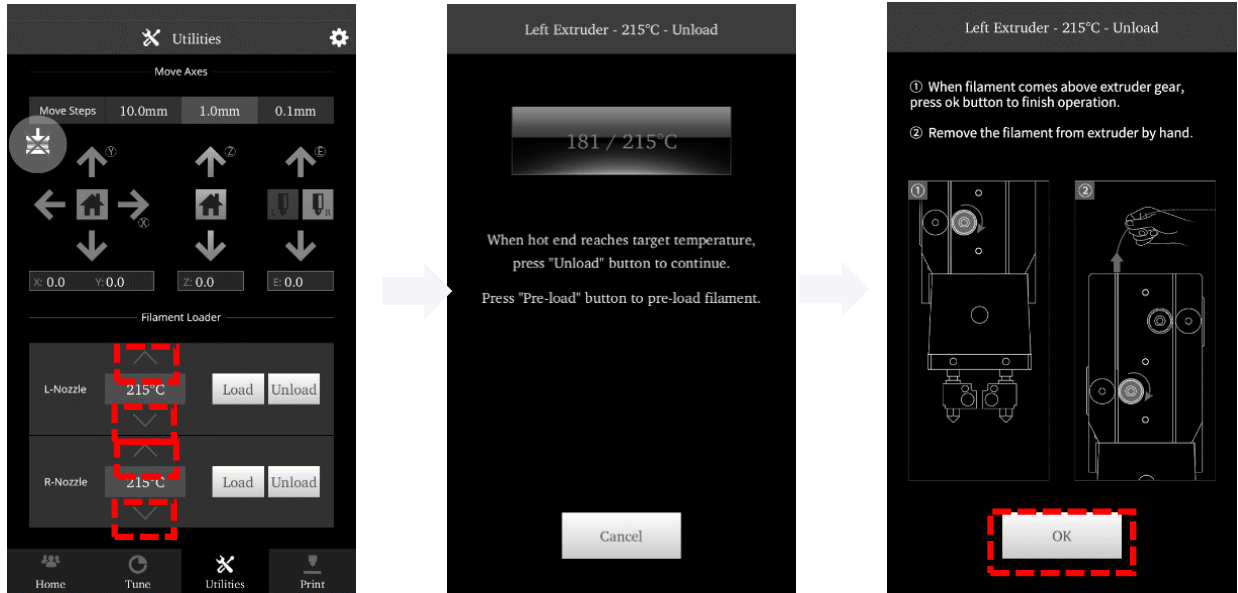 Utilities
Move Axes
Move Steps 10.0mm 1.0mm 0.1mm
Ⓨ Ⓩ Ⓔ
L R
Ⓧ
X: 0.0 Y: 0.0 Z: 0.0 E: 0.0
Filament Loader
L-Nozzle 215°C Load Unload
R-Nozzle 215°C Load Unload
Home Tune Utilities Print
Left Extruder - 215°C - Unload
181 / 215°C
When hot end reaches target temperature,
press "Unload" button to continue.
Press "Pre-load" button to pre-load filament.
Cancel
Left Extruder - 215°C - Unload
① When filament comes above extruder gear,
press ok button to finish operation.
② Remove the filament from extruder by hand.
① ②
OK